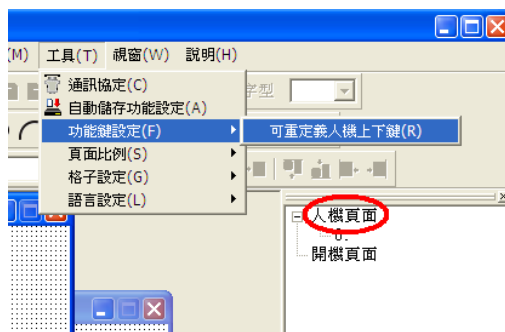 (M) 工具(T) 視窗(W) 説明(H)
通訊協定(C)
字型
自動儲存功能設定(A)
功能鍵設定(F)
可重定義人機上下鍵(R)
頁面比例(S)
格子設定(G)
語言設定(L)
人機頁面
0.
開機頁面